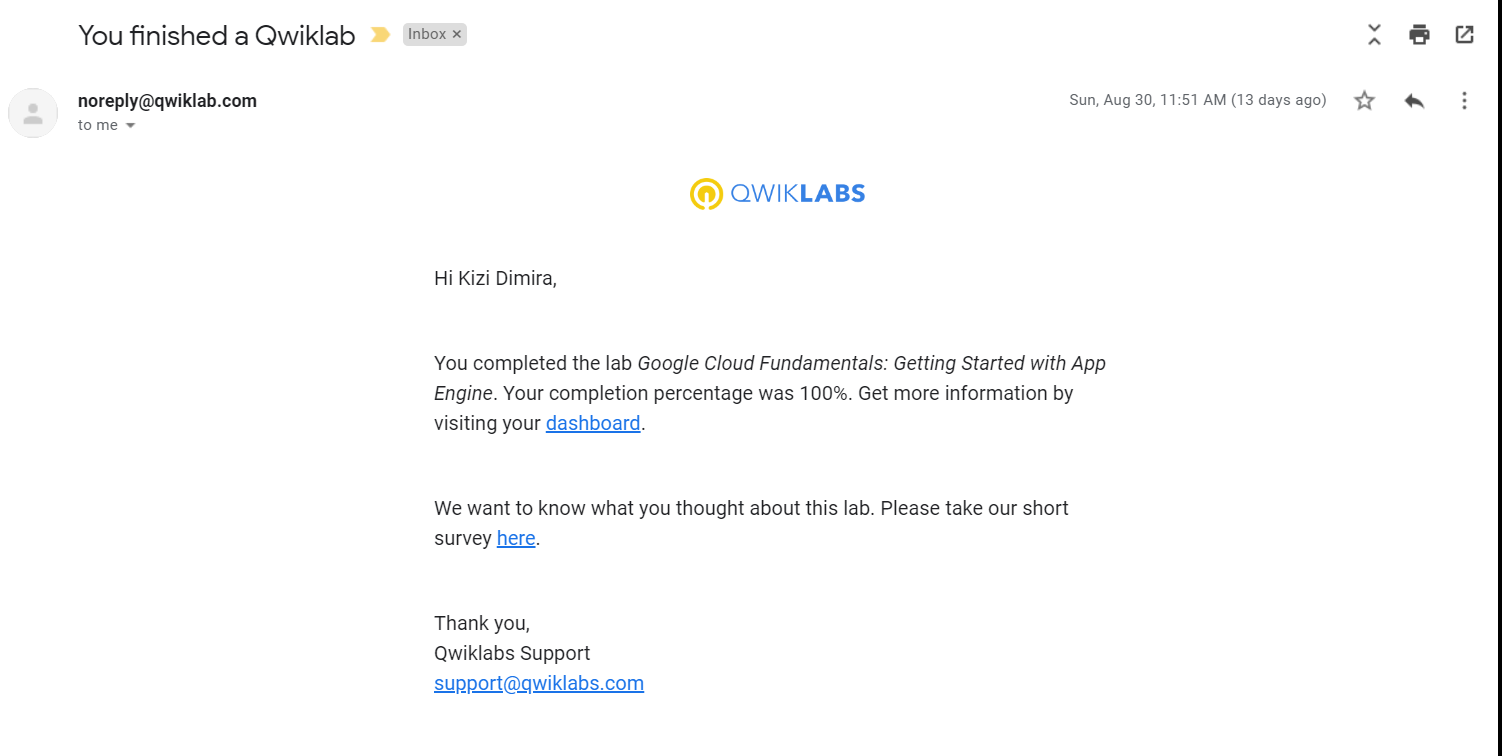 You finished a Qwiklab Inbox ×
noreply@qwiklab.com Sun, Aug 30, 11:51 AM (13 days ago)
to me
QWIKLABS
Hi Kizi Dimira,
You completed the lab Google Cloud Fundamentals: Getting Started with App
Engine. Your completion percentage was 100%. Get more information by
visiting your dashboard.
We want to know what you thought about this lab. Please take our short
survey here.
Thank you,
Qwiklabs Support
support@qwiklabs.com